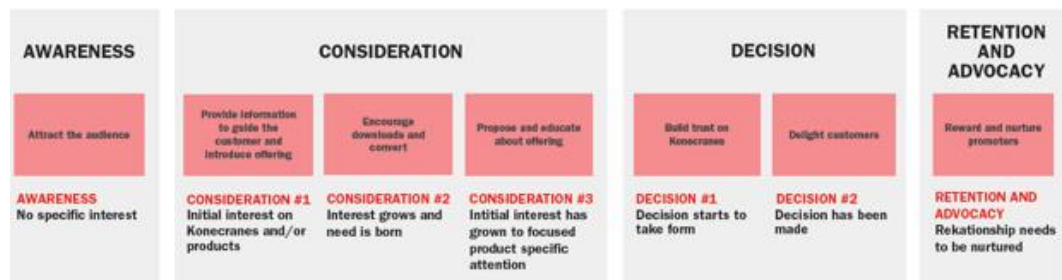 AWARENESS
Attract the audience
AWARENESS
No specific interest
CONSIDERATION
Provide information
to guide the
customer and
introduce offering
CONSIDERATION #1
Initial interest on
Konecranes and/or
products
Encourage
downloads and
convert
CONSIDERATION #2
Interest grows and
need is born
Propose and educate
about offering
CONSIDERATION #3
Intitial interest has
grown to focused
product specific
attention
DECISION
Build trust on
Konecranes
DECISION #1
Decision starts to
take form
Delight customers
DECISION #2
Decision has been
made
RETENTION
AND
ADVOCACY
Reward and nurture
promoters
RETENTION AND
ADVOCACY
Rekationship needs
to be nurtured